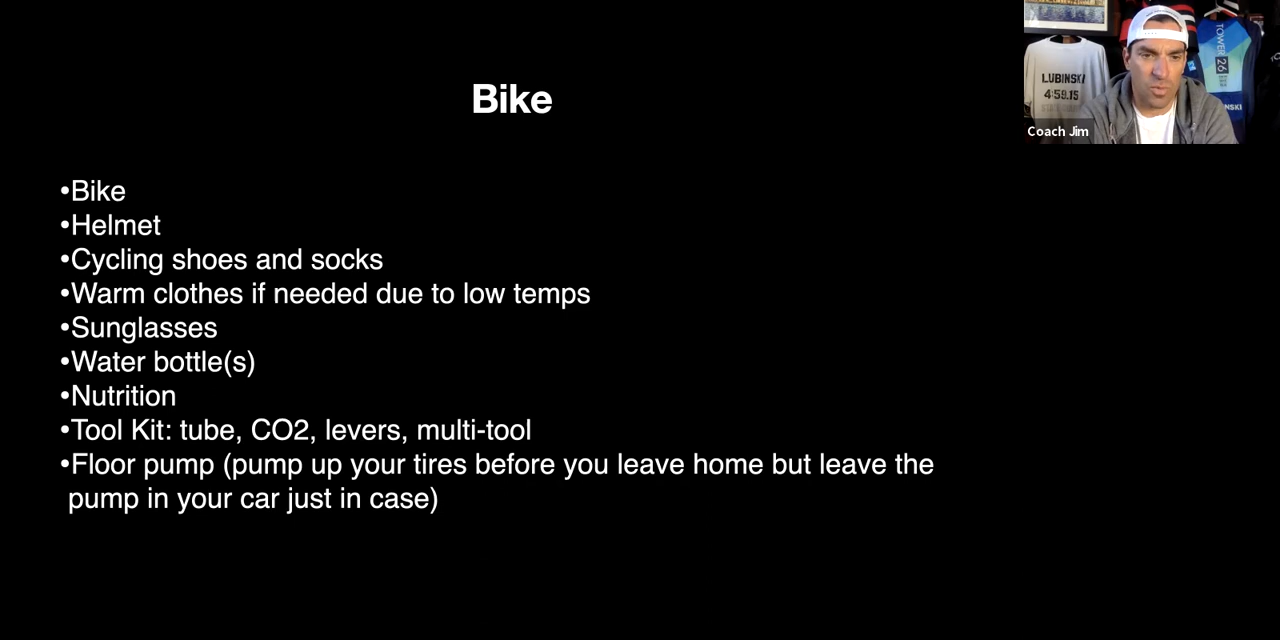 Bike
•Bike
•Helmet
•Cycling shoes and socks
•Warm clothes if needed due to low temps
•Sunglasses
•Water bottle(s)
•Nutrition
•Tool Kit: tube, CO2, levers, multi-tool
•Floor pump (pump up your tires before you leave home but leave the
pump in your car just in case)
LUBINSKI
4:59.15
TOWER 26
NSKI
Coach Jim